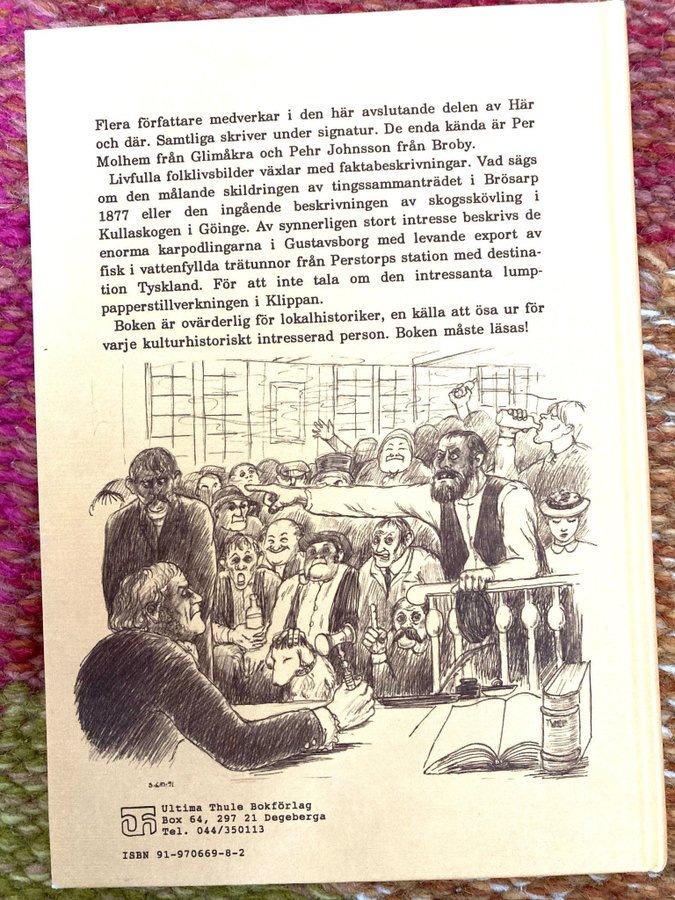 Flera författare medverkar i den här avslutande delen av Här
och där. Samtliga skriver under signatur. De enda kända är Per
Molhem från Glimåkra och Pehr Johnsson från Broby.
Livfulla folklivsbilder växlar med faktabeskrivningar. Vad sägs
om den målande skildringen av tingssammanträdet i Brösarp
1877 eller den ingående beskrivningen av skogsskövling i
Kullaskogen i Göinge. Av synnerligen stort intresse beskrivs de
enorma karpodlingarna i Gustavsborg med levande export av
fisk i vattenfyllda trätunnor från Perstorps station med destina-
tion Tyskland. För att inte tala om den intressanta lump-
papperstillverkningen i Klippan.
Boken är ovärderlig för lokalhistoriker, en källa att ösa ur för
varje kulturhistoriskt intresserad person. Boken måste läsas!
Ultima Thule Bokförlag
Box 64, 297 21 Degeberga
Tel. 044/350113
ISBN 91-970669-8-2